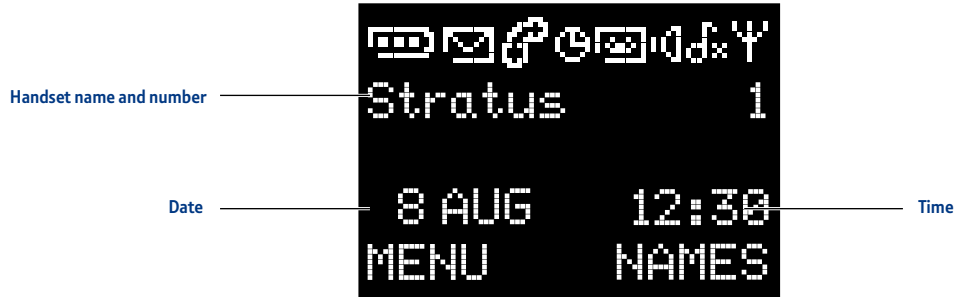 Handset name and number
Stratus 1
Date
8 AUG 12:30
Time
MENU NAMES